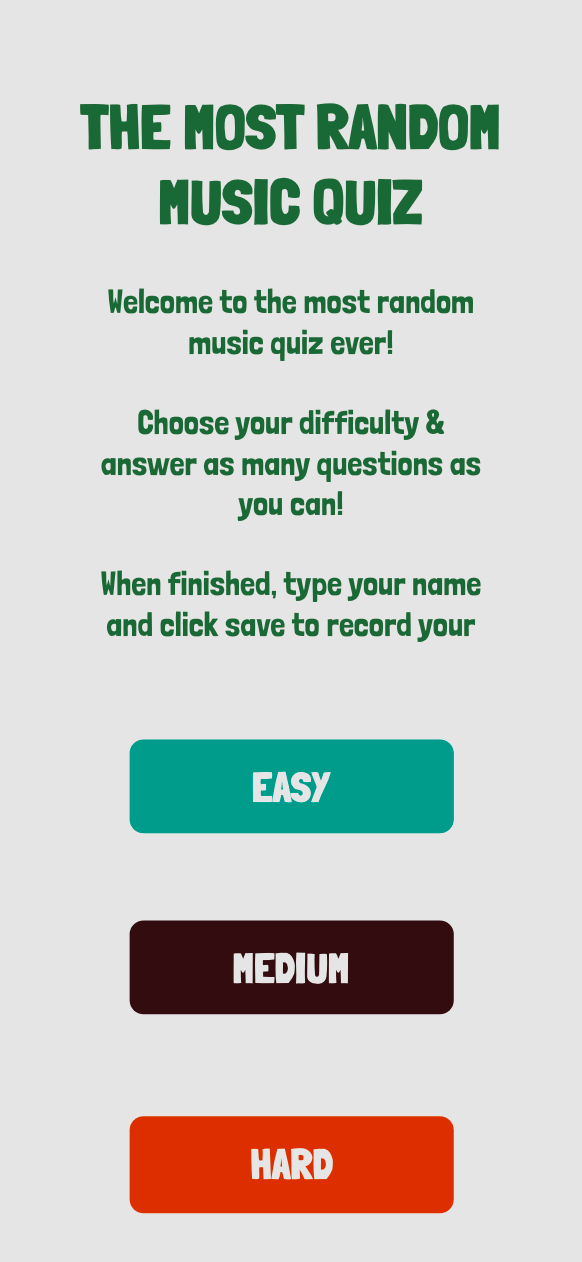 THE MOST RANDOM
MUSIC QUIZ
Welcome to the most random
music quiz ever!
Choose your difficulty &
answer as many questions as
you can!
When finished, type your name
and click save to record your
EASY
MEDIUM
HARD